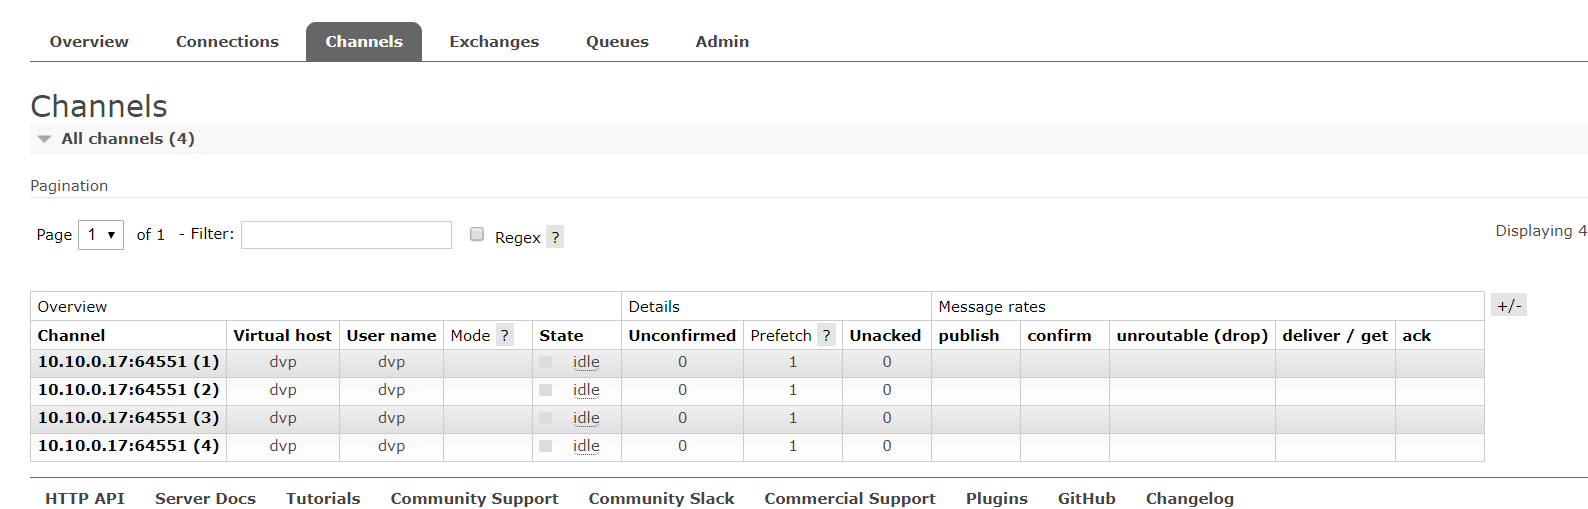 Overview Connections Channels Exchanges Queues Admin
Channels
All channels (4)
Pagination
Page 1 of 1 - Filter: Regex ? Displaying 4
Overview Details Message rates +/-
Channel Virtual host User name Mode ? State Unconfirmed Prefetch ? Unacked publish confirm unroutable (drop) deliver / get ack
10.10.0.17:64551 (1) dvp dvp idle 0 1 0
10.10.0.17:64551 (2) dvp dvp idle 0 1 0
10.10.0.17:64551 (3) dvp dvp idle 0 1 0
10.10.0.17:64551 (4) dvp dvp idle 0 1 0
HTTP API Server Docs Tutorials Community Support Community Slack Commercial Support Plugins GitHub Changelog